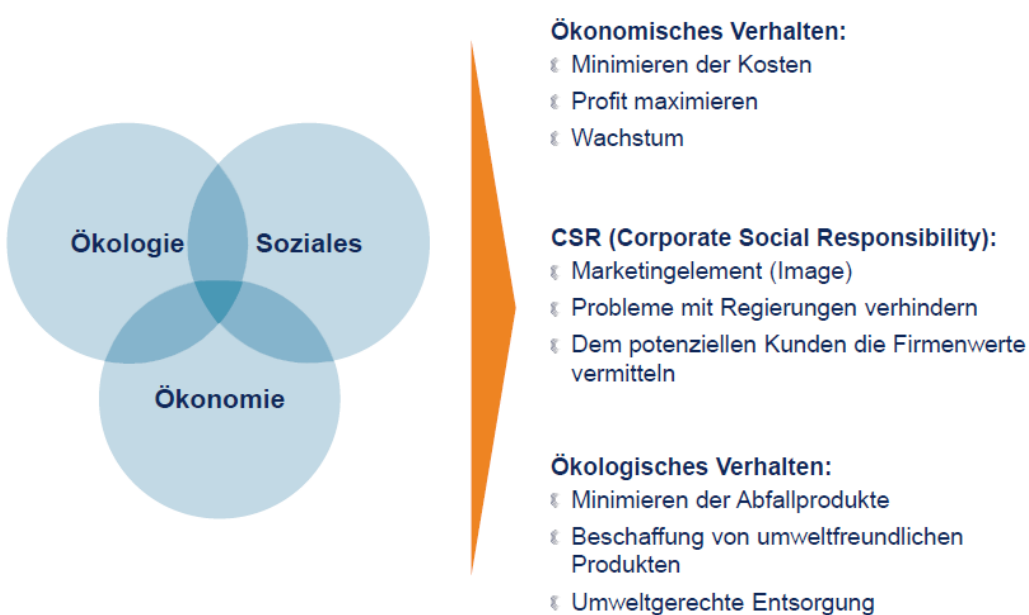 Ökologie
Soziales
Ökonomie
Ökonomisches Verhalten:
Minimieren der Kosten
Profit maximieren
Wachstum
CSR (Corporate Social Responsibility):
Marketingelement (Image)
Probleme mit Regierungen verhindern
Dem potenziellen Kunden die Firmenwerte
vermitteln
Ökologisches Verhalten:
Minimieren der Abfallprodukte
Beschaffung von umweltfreundlichen
Produkten
Umweltgerechte Entsorgung